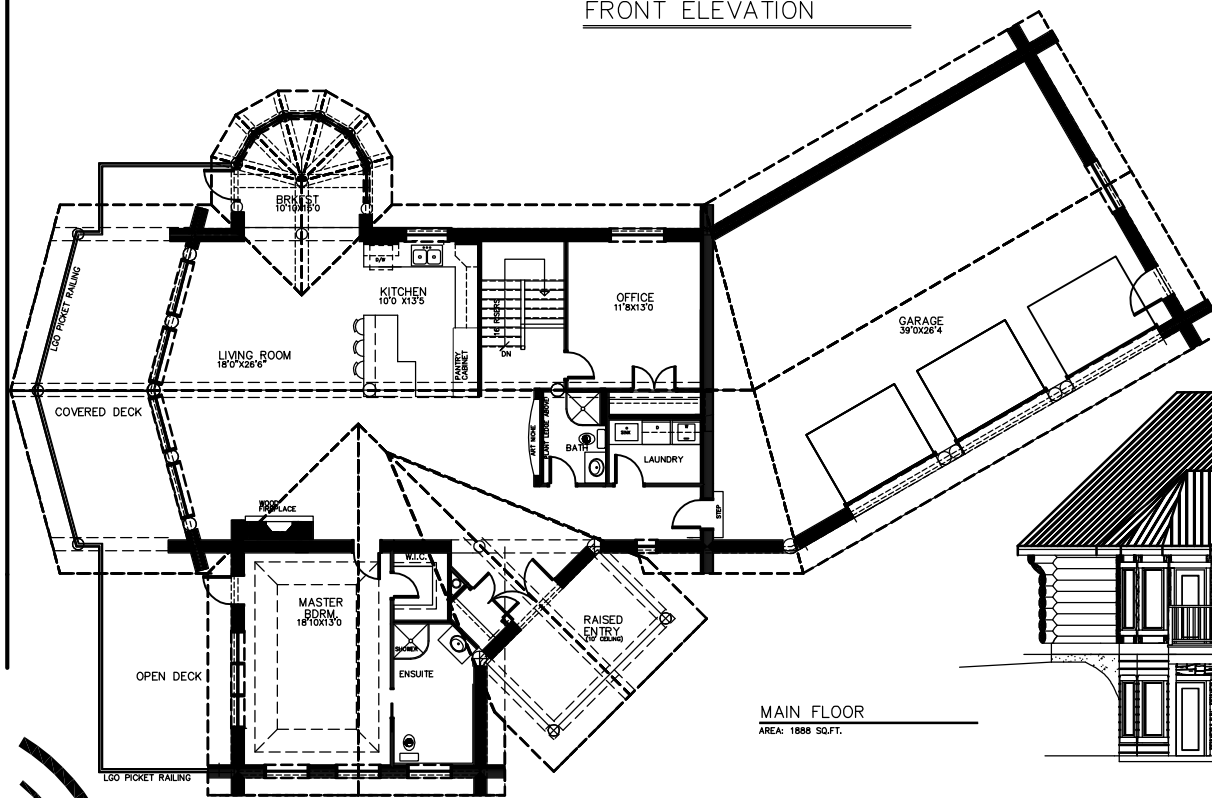 FRONT ELEVATION
BRKFST
10'10X15'0
D/W
KITCHEN
10'0 X13'5
OFFICE
11'8X13'0
GARAGE
39'0X26'4
LGO PICKET RAILING
16 RISERS
LIVING ROOM
18'0"X26'6"
PANTRY
CABINET
DN
COVERED DECK
ART NICHE
PLANT LEDGE ABOVE
BATH
LAUNDRY
WOOD
FIREPLACE
STEP
W.I.C.
MASTER
BDRM.
18'10X13'0
RAISED
ENTRY
(10' CEILING)
SHOWER
ENSUITE
OPEN DECK
MAIN FLOOR
AREA: 1888 SQ.FT.
LGO PICKET RAILING